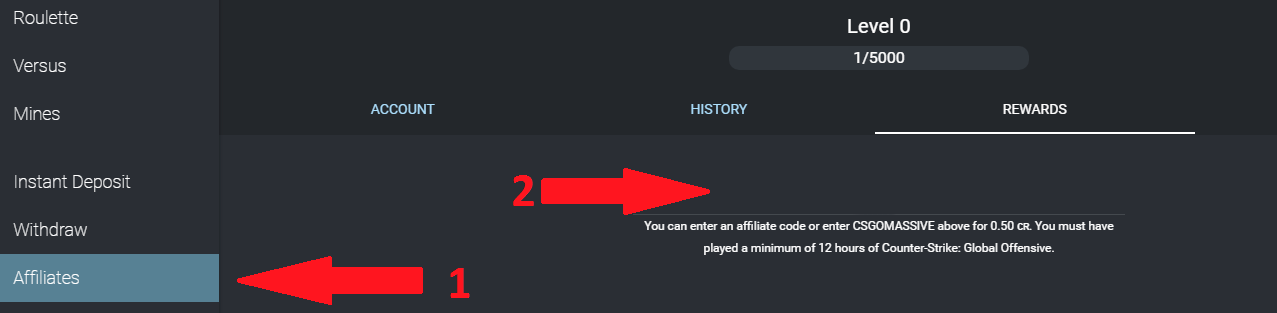 Roulette
Versus
Mines
Instant Deposit
Withdraw
Affiliates
1
Level 0
1/5000
ACCOUNT HISTORY REWARDS
2
You can enter an affiliate code or enter CSGOMASSIVE above for 0.50 CR. You must have
played a minimum of 12 hours of Counter-Strike: Global Offensive.